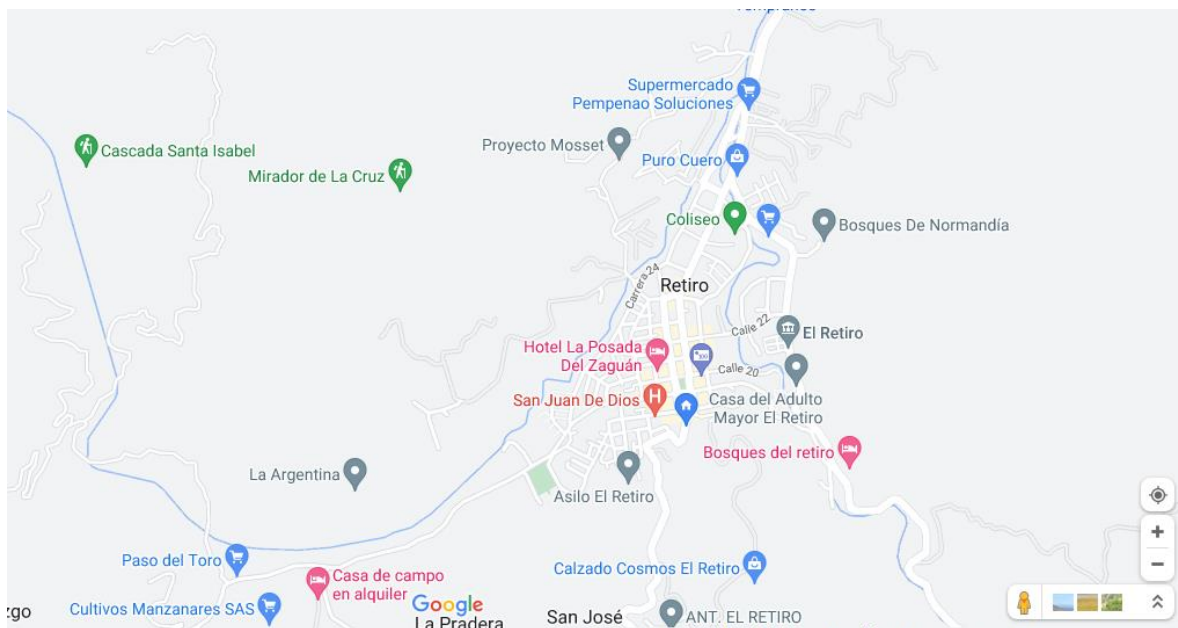 Supermercado
Pempenao Soluciones
Proyecto Mosset
Cascada Santa Isabel
Puro Cuero
Mirador de La Cruz
Coliseo
Bosques De Normandía
Carrera 24
Retiro
Calle 22
El Retiro
Hotel La Posada
Del Zaguán
Calle 20
San Juan De Dios
H
Casa del Adulto
Mayor El Retiro
Bosques del retiro
La Argentina
Asilo El Retiro
Paso del Toro
Calzado Cosmos El Retiro
Casa de campo
en alquiler
Cultivos Manzanares SAS
Google
La Pradera
San José
ANT. EL RETIRO
zgo